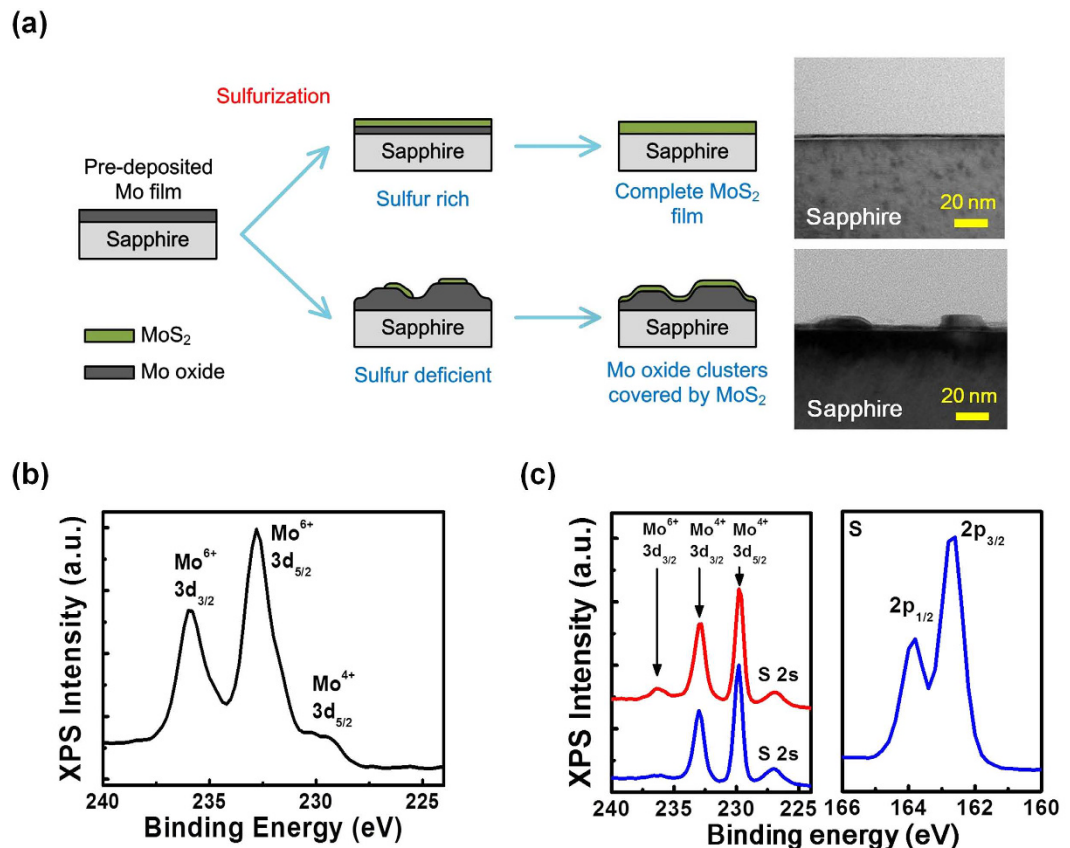 (a)
Sulfurization
Pre-deposited
Mo film
Sapphire
MoS₂
Mo oxide
Sapphire
Sulfur rich
Sapphire
Complete MoS₂
film
Sapphire
20 nm
Sapphire
Sulfur deficient
Sapphire
Mo oxide clusters
covered by MoS₂
Sapphire
20 nm
(b)
XPS Intensity (a.u.)
Mo⁶⁺
3d₃/₂
Mo⁶⁺
3d₅/₂
Mo⁴⁺
3d₅/₂
240 235 230 225
Binding Energy (eV)
(c)
XPS Intensity (a.u.)
Mo⁶⁺ Mo⁴⁺ Mo⁴⁺
3d₃/₂ 3d₃/₂ 3d₅/₂
S 2s
S 2s
240 235 230 225
S
2p₃/₂
2p₁/₂
166 164 162 160
Binding energy (eV)